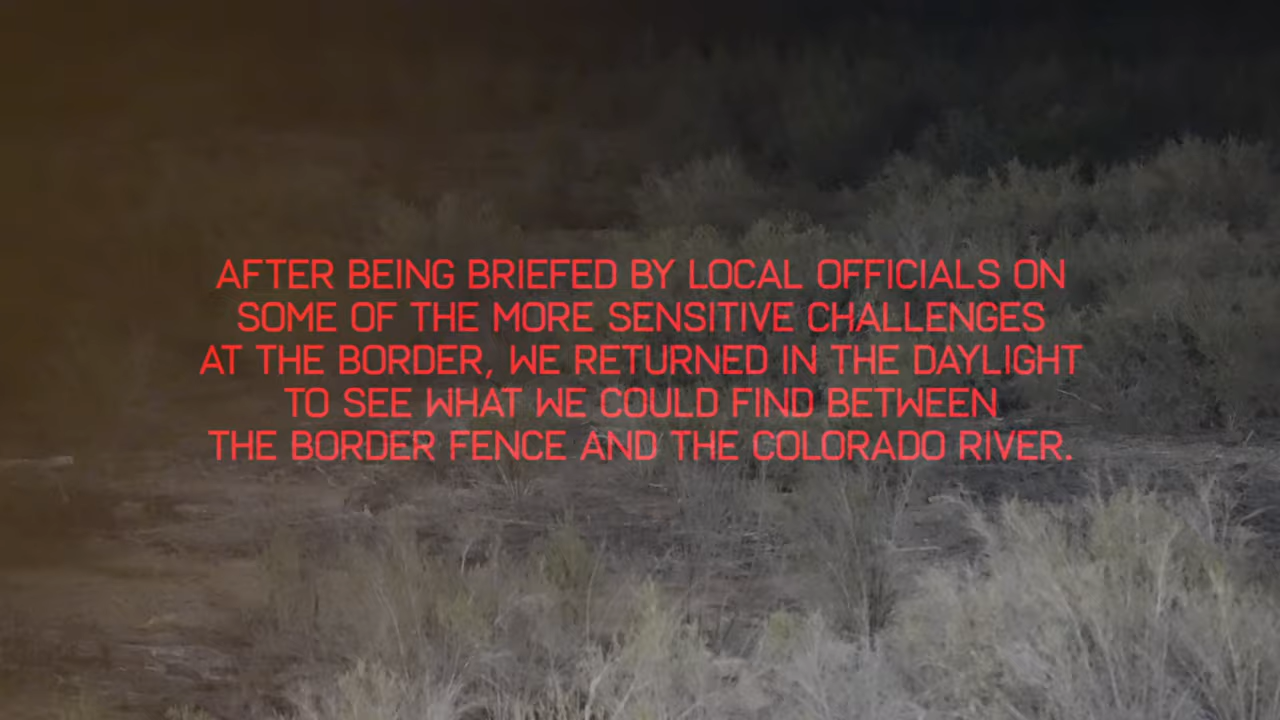 AFTER BEING BRIEFED BY LOCAL OFFICIALS ON
SOME OF THE MORE SENSITIVE CHALLENGES
AT THE BORDER, WE RETURNED IN THE DAYLIGHT
TO SEE WHAT WE COULD FIND BETWEEN
THE BORDER FENCE AND THE COLORADO RIVER.